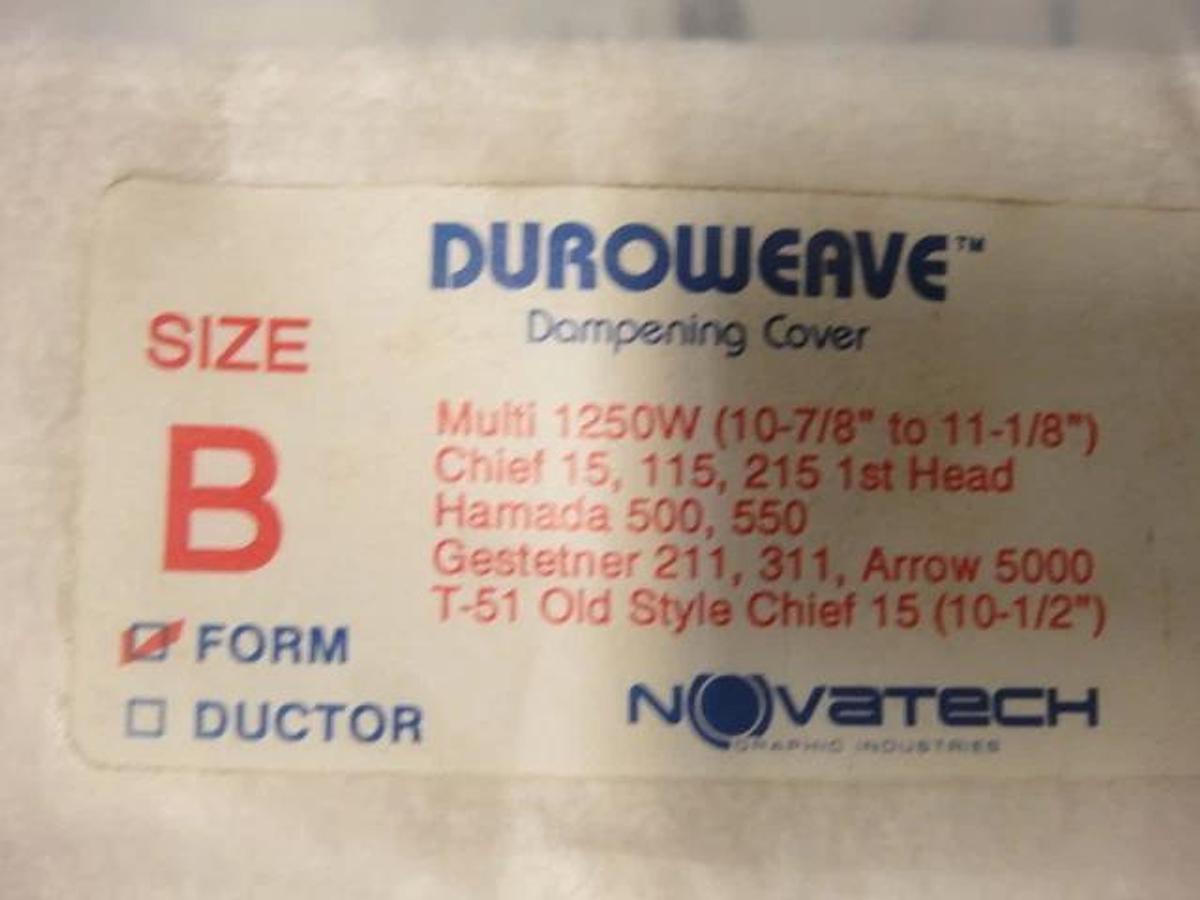 DUROWEAVE™
Dampening Cover
SIZE
B
Multi 1250W (10-7/8" to 11-1/8")
Chief 15, 115, 215 1st Head
Hamada 500, 550
Gestetner 211, 311, Arrow 5000
T-51 Old Style Chief 15 (10-1/2")
FORM
DUCTOR
NOVATECH
GRAPHIC INDUSTRIES